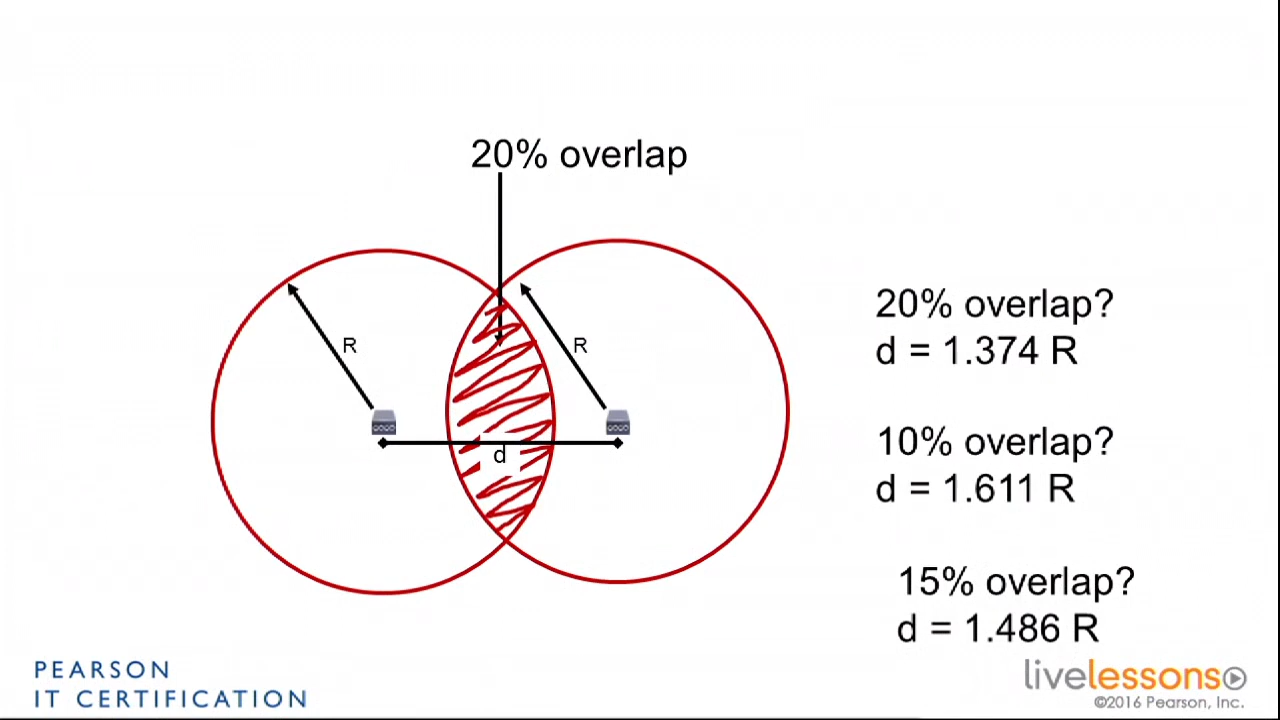 20% overlap
R
R
d
20% overlap?
d = 1.374 R
10% overlap?
d = 1.611 R
15% overlap?
d = 1.486 R
PEARSON
IT CERTIFICATION
livelessons
©2016 Pearson, Inc.